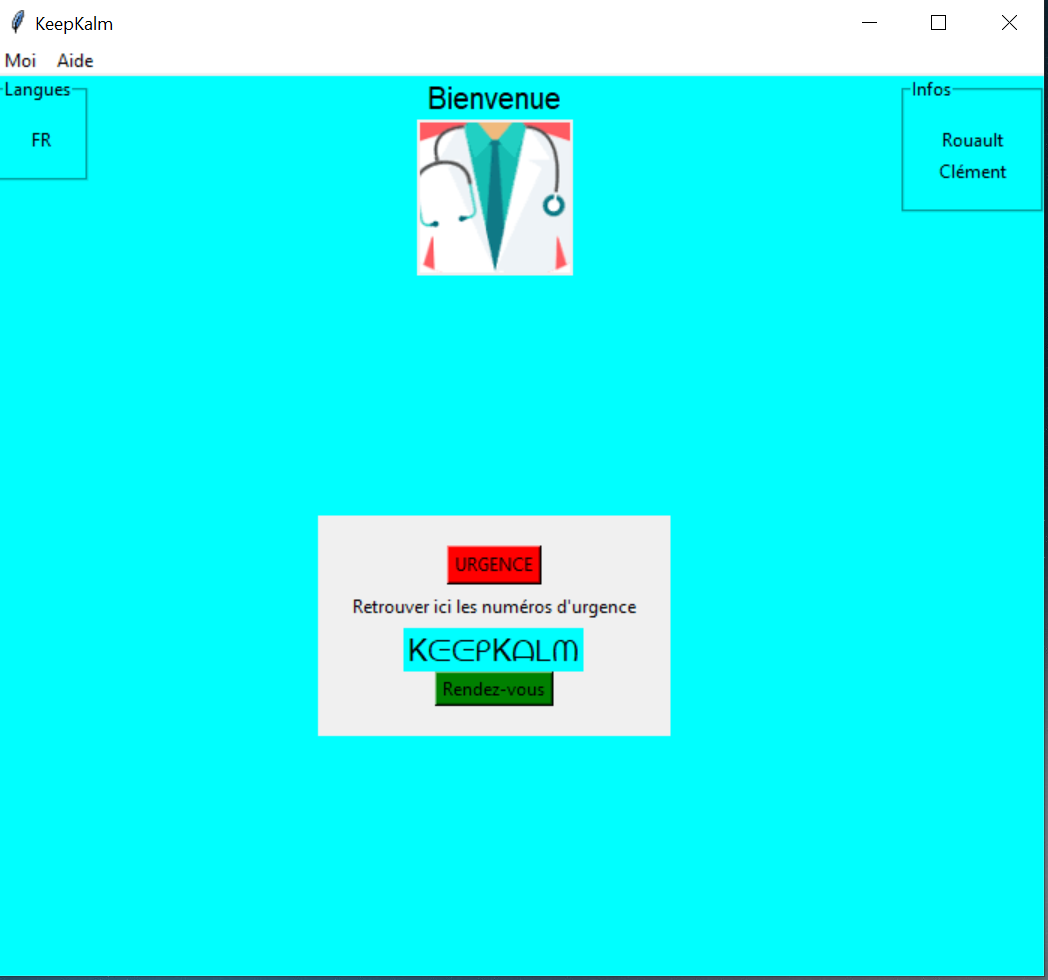 KeepKalm
Moi Aide
Langues
FR
Bienvenue
Infos
Rouault
Clément
URGENCE
Retrouver ici les numéros d'urgence
KEEPKALM
Rendez-vous